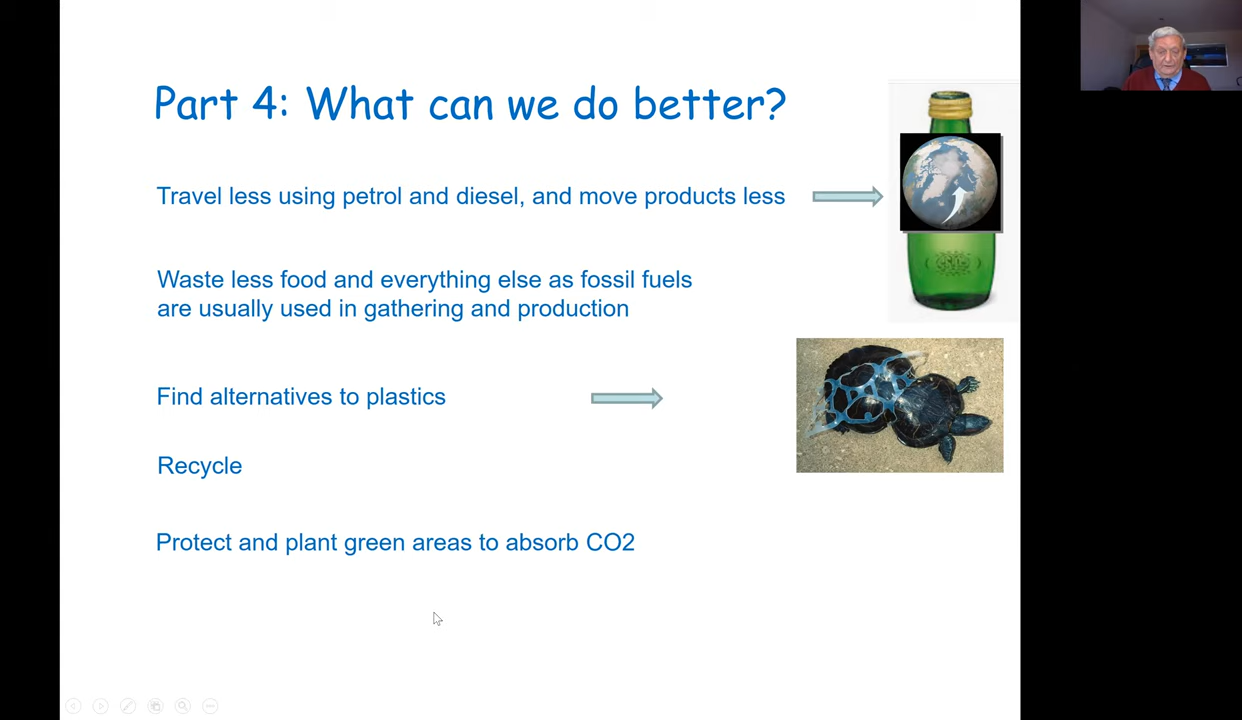 Part 4: What can we do better?
Travel less using petrol and diesel, and move products less
Waste less food and everything else as fossil fuels
are usually used in gathering and production
Find alternatives to plastics
Recycle
Protect and plant green areas to absorb CO2